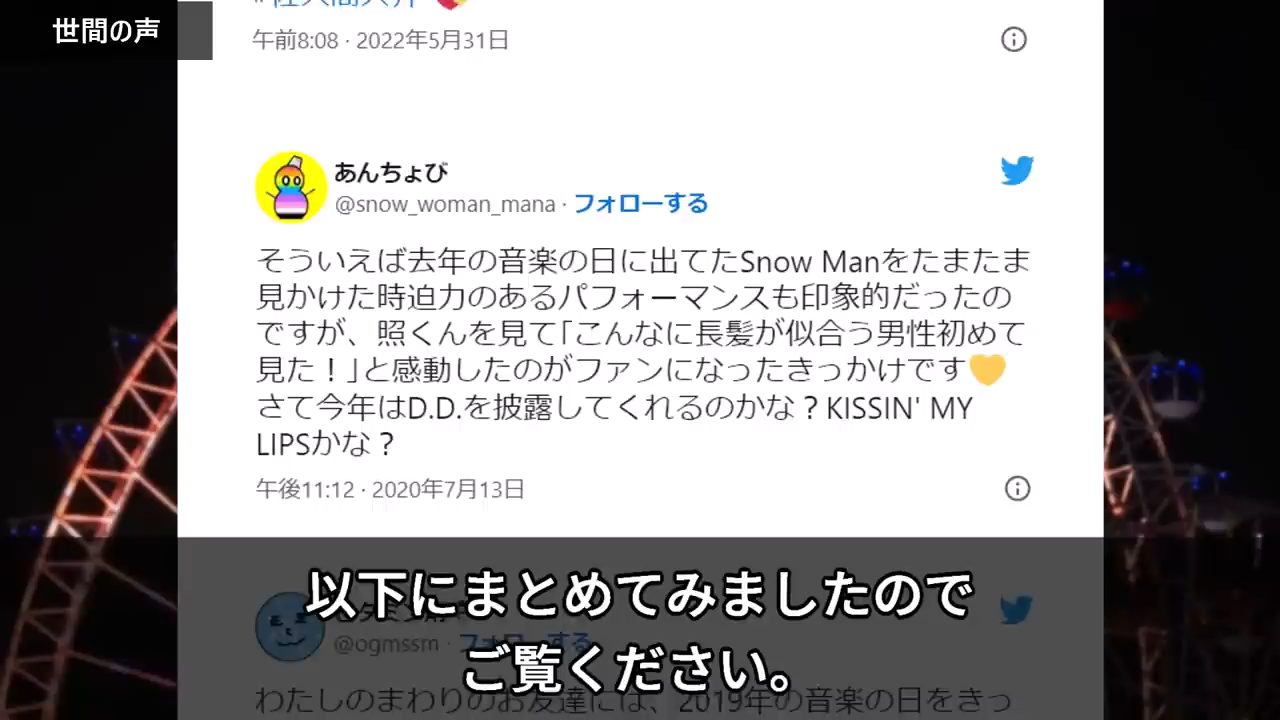 世間の声
午前8:08 · 2022年5月31日
あんちょび
@snow_woman_mana · フォローする
そういえば去年の音楽の日に出てたSnow Manをたまたま
見かけた時迫力のあるパフォーマンスも印象的だったの
ですが、照くんを見て「こんなに長髪が似合う男性初めて
見た！」と感動したのがファンになったきっかけです💛
さて今年はD.D.を披露してくれるのかな？KISSIN' MY
LIPSかな？
午後11:12 · 2020年7月13日
@ogmssm · フォローする
以下にまとめてみましたので
ご覧ください。
わたしのまわりのお友達には、2019年の音楽の日をきっ